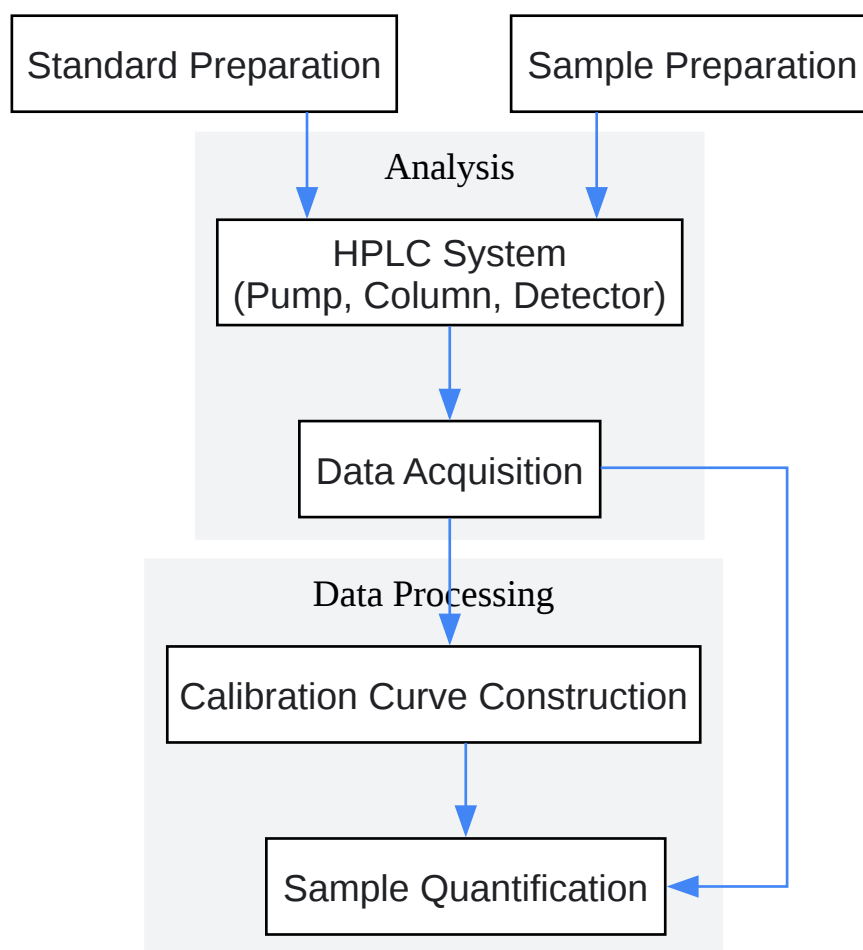 Standard Preparation
Sample Preparation
Analysis
HPLC System
(Pump, Column, Detector)
Data Acquisition
Data Processing
Calibration Curve Construction
Sample Quantification